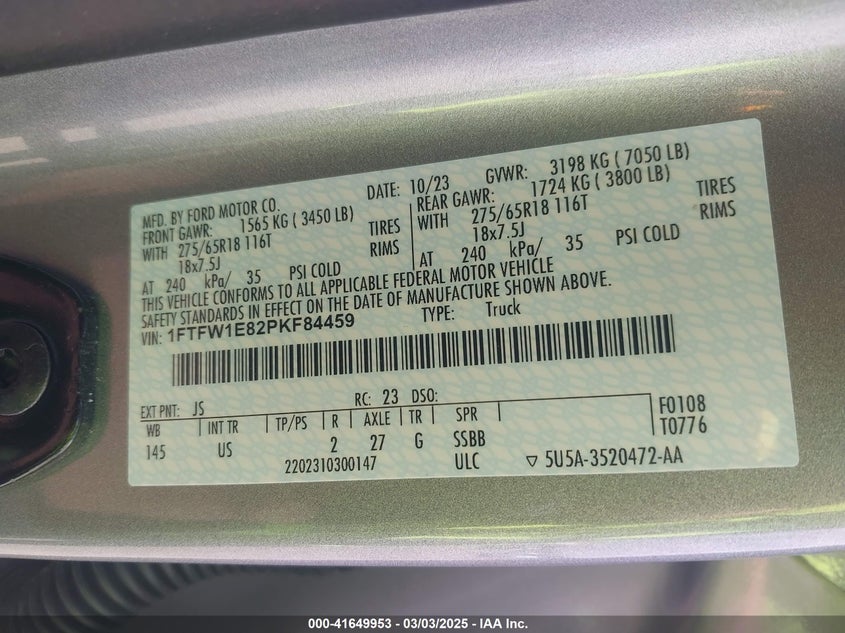 MFD. BY FORD MOTOR CO. DATE: 10/23 GVWR: 3198 KG (7050 LB)
FRONT GAWR: 1565 KG (3450 LB) REAR GAWR: 1724 KG (3800 LB)
WITH 275/65R18 116T TIRES WITH 275/65R18 116T TIRES
18x7.5J RIMS 18x7.5J RIMS
AT 240 kPa/ 35 PSI COLD AT 240 kPa/ 35 PSI COLD
THIS VEHICLE CONFORMS TO ALL APPLICABLE FEDERAL MOTOR VEHICLE
SAFETY STANDARDS IN EFFECT ON THE DATE OF MANUFACTURE SHOWN ABOVE.
VIN: 1FTFW1E82PKF84459 TYPE: Truck
EXT PNT: JS RC: 23 DSO:
WB INT TR TP/PS R AXLE TR SPR F0108
145 US 2 27 G SSBB T0776
2202310300147 ULC ▽ 5U5A-3520472-AA
000-41649953 - 03/03/2025 - IAA Inc.